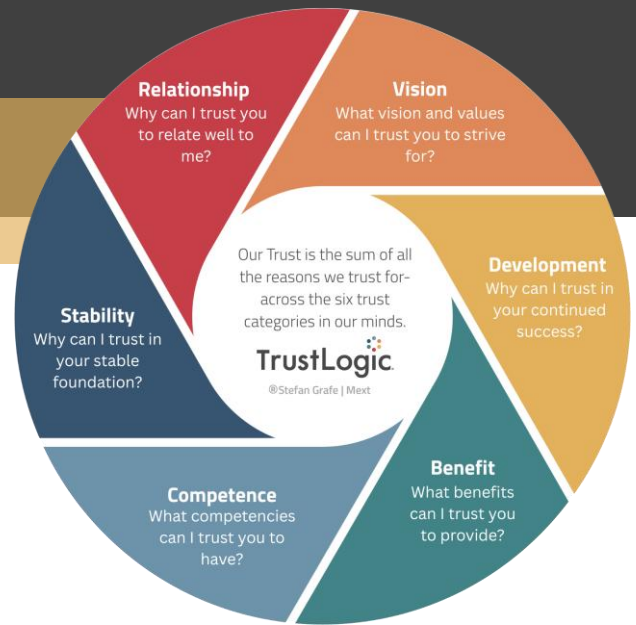 Relationship
Why can I trust you
to relate well to
me?
Vision
What vision and values
can I trust you to strive
for?
Development
Why can I trust in
your continued
success?
Benefit
What benefits
can I trust you
to provide?
Competence
What competencies
can I trust you to
have?
Stability
Why can I trust in
your stable
foundation?
Our Trust is the sum of all
the reasons we trust for-
across the six trust
categories in our minds.
TrustLogic
®Stefan Grafe | Mext